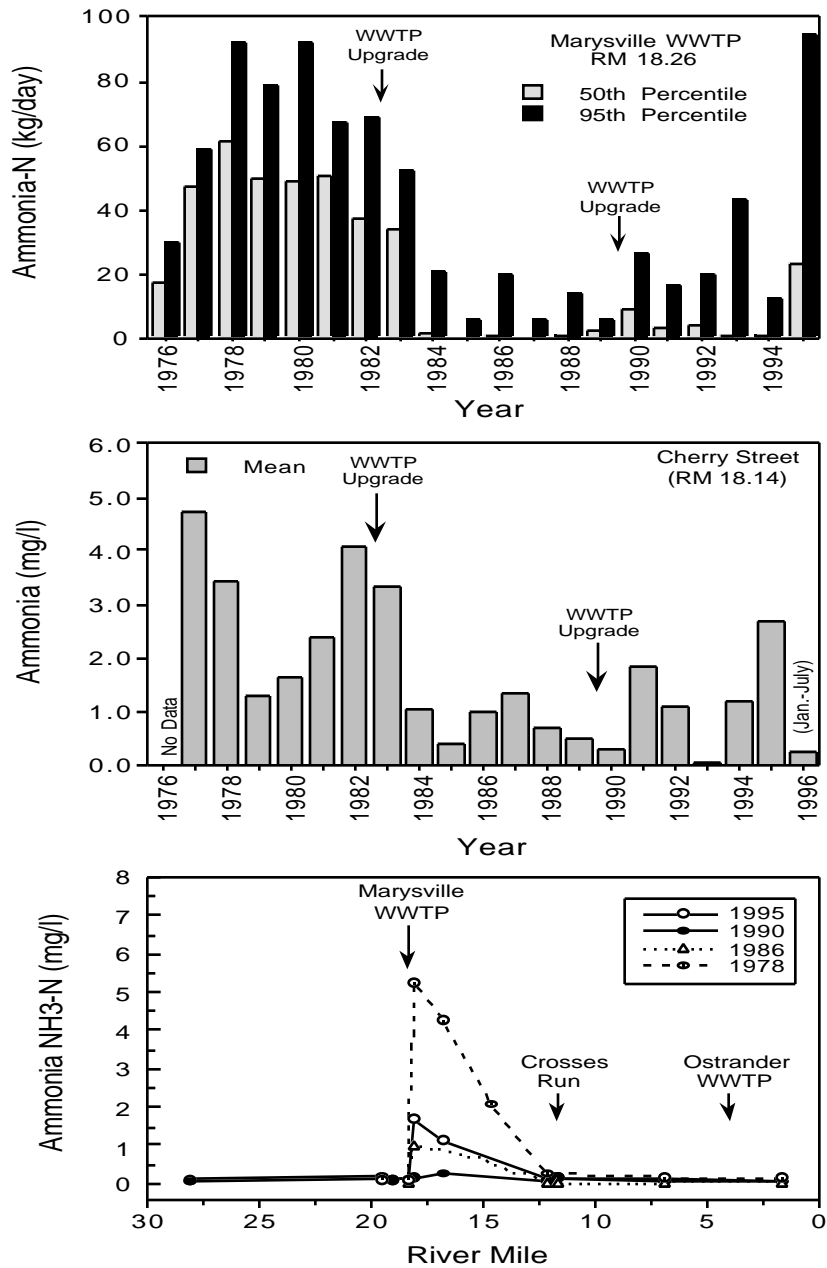 100
80
60
40
20
0
Ammonia-N (kg/day)
WWTP
Upgrade
Marysville WWTP
RM 18.26
50th Percentile
95th Percentile
WWTP
Upgrade
1976
1978
1980
1982
1984
1986
1988
1990
1992
1994
Year
6.0
5.0
4.0
3.0
2.0
1.0
0.0
Ammonia (mg/l)
Mean
WWTP
Upgrade
Cherry Street
(RM 18.14)
WWTP
Upgrade
No Data
(Jan.-July)
1976
1978
1980
1982
1984
1986
1988
1990
1992
1994
1996
Year
8
7
6
5
4
3
2
1
0
Ammonia NH3-N (mg/l)
Marysville
WWTP
1995
1990
1986
1978
Crosses
Run
Ostrander
WWTP
30
25
20
15
10
5
0
River Mile